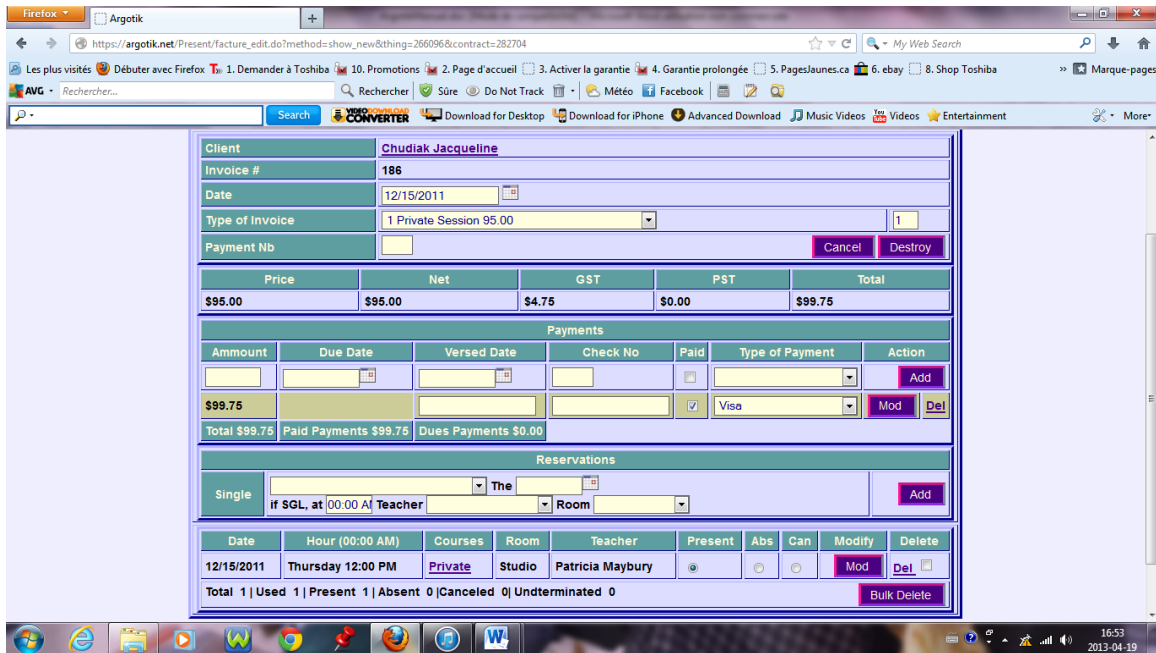 Firefox
Argotik
https://argotik.net/Present/facture_edit.do?method=show_new&thing=266096&contract=282704
My Web Search
Les plus visités Débuter avec Firefox 1. Demander à Toshiba 10. Promotions 2. Page d'accueil 3. Activer la garantie 4. Garantie prolongée 5. PagesJaunes.ca 6. ebay 8. Shop Toshiba » Marque-pages
AVG Rechercher... Rechercher Sûre Do Not Track Météo Facebook
Search VIDEO DOWNLOAD CONVERTER Download for Desktop Download for iPhone Advanced Download Music Videos Videos Entertainment More
Client Chudiak Jacqueline
Invoice # 186
Date 12/15/2011
Type of Invoice 1 Private Session 95.00 1
Payment Nb Cancel Destroy
Price Net GST PST Total
$95.00 $95.00 $4.75 $0.00 $99.75
Payments
Ammount Due Date Versed Date Check No Paid Type of Payment Action
Add
$99.75 Visa Mod Del
Total $99.75 Paid Payments $99.75 Dues Payments $0.00
Reservations
Single The
if SGL, at 00:00 AM Teacher Room Add
Date Hour (00:00 AM) Courses Room Teacher Present Abs Can Modify Delete
12/15/2011 Thursday 12:00 PM Private Studio Patricia Maybury Mod Del
Total 1 | Used 1 | Present 1 | Absent 0 |Canceled 0| Undterminated 0
Bulk Delete
16:53
2013-04-19